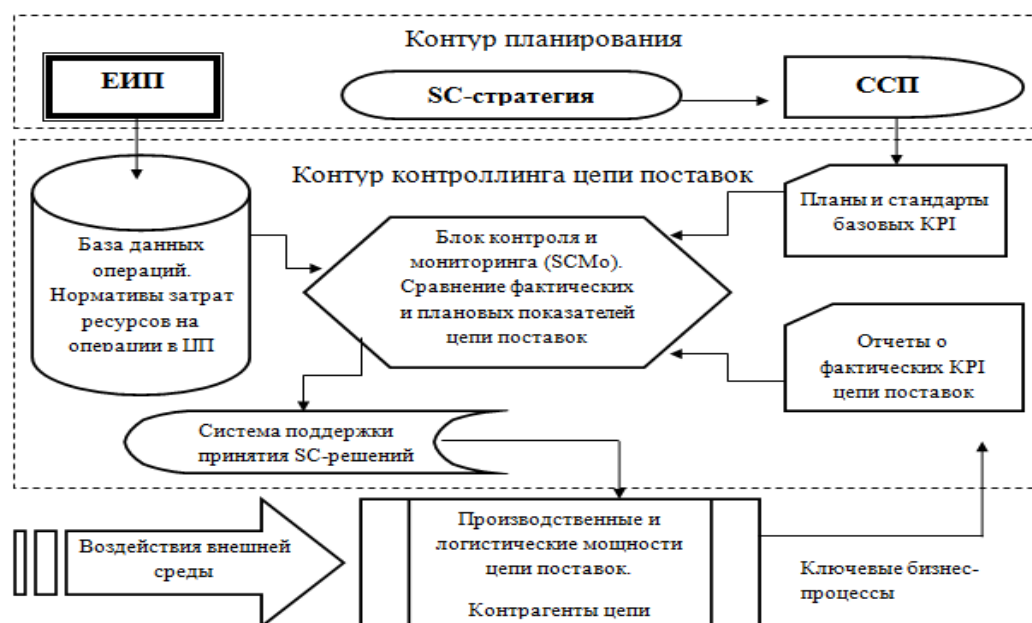 Контур планирования
ЕИП
SC-стратегия
ССП
Контур контроллинга цепи поставок
База данных
операций.
Нормативы затрат
ресурсов на
операции в ЦП
Блок контроля и
мониторинга (SCMo).
Сравнение фактических
и плановых показателей
цепи поставок
Планы и стандарты
базовых KPI
Отчеты о
фактических KPI
цепи поставок
Система поддержки
принятия SC-решений
Воздействия внешней
среды
Производственные и
логистические мощности
цепи поставок.
Контрагенты цепи
Ключевые бизнес-
процессы